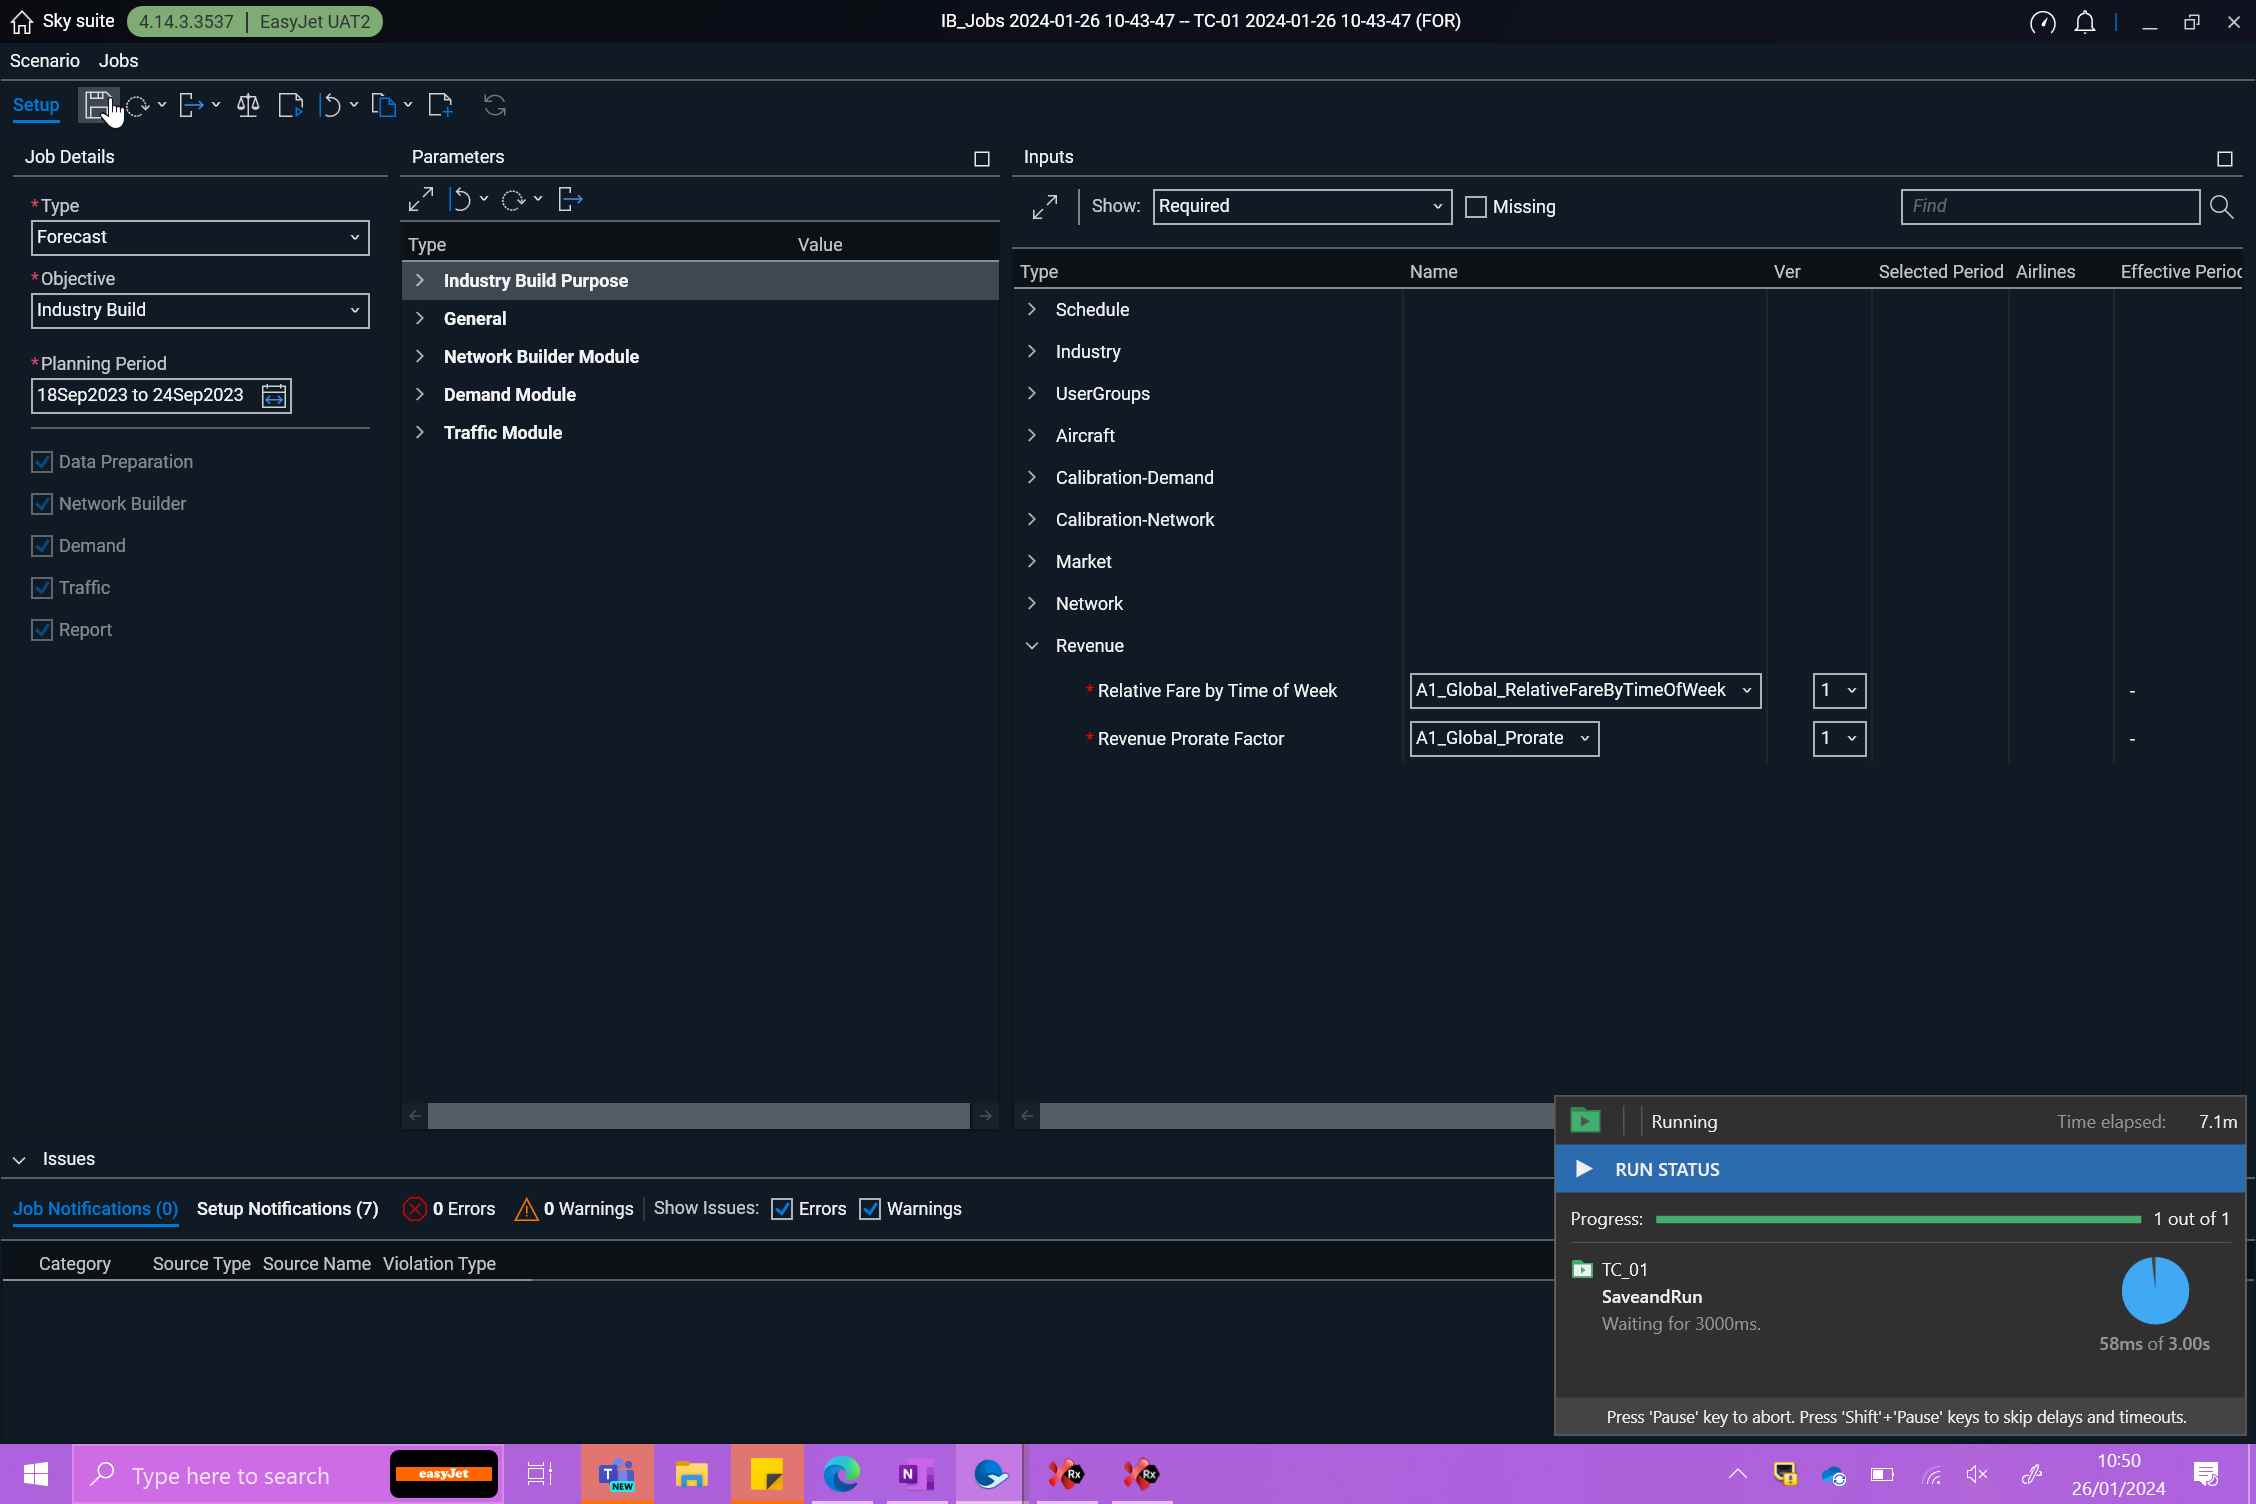 Sky suite
4.14.3.3537 | EasyJet UAT2
IB_Jobs 2024-01-26 10-43-47 -- TC-01 2024-01-26 10-43-47 (FOR)
Scenario Jobs
Setup
Job Details
*Type
Forecast
*Objective
Industry Build
*Planning Period
18Sep2023 to 24Sep2023
Data Preparation
Network Builder
Demand
Traffic
Report
Parameters
Type Value
Industry Build Purpose
General
Network Builder Module
Demand Module
Traffic Module
Inputs
Show: Required Missing Find
Type Name Ver Selected Period Airlines Effective Period
Schedule
Industry
UserGroups
Aircraft
Calibration-Demand
Calibration-Network
Market
Network
Revenue
* Relative Fare by Time of Week A1_Global_RelativeFareByTimeOfWeek 1 -
* Revenue Prorate Factor A1_Global_Prorate 1 -
Issues
Job Notifications (0) Setup Notifications (7) 0 Errors 0 Warnings Show Issues: Errors Warnings
Category Source Type Source Name Violation Type
Running Time elapsed: 7.1m
RUN STATUS
Progress: 1 out of 1
TC_01
SaveandRun
Waiting for 3000ms.
58ms of 3.00s
Press 'Pause' key to abort. Press 'Shift'+'Pause' keys to skip delays and timeouts.
Type here to search
easyJet
T
NEW
N
Rx
Rx
10:50
26/01/2024